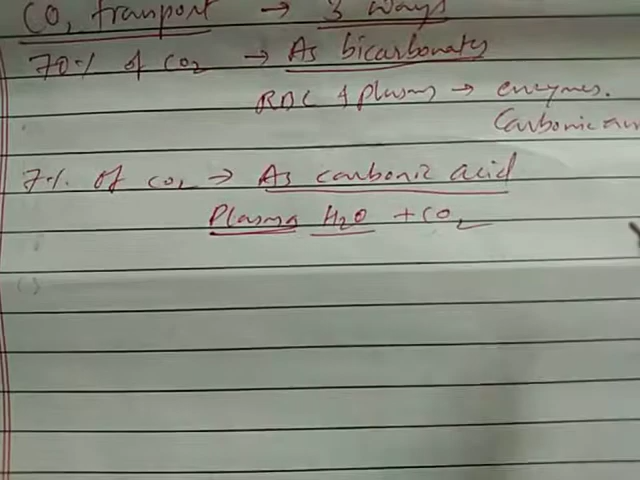 CO2 transport → 3 ways
70% of CO2 → As bicarbonates
RBC & plasma → enzymes.
Carbonic an
7% of CO2 → As carbonic acid
Plasma H2O + CO2